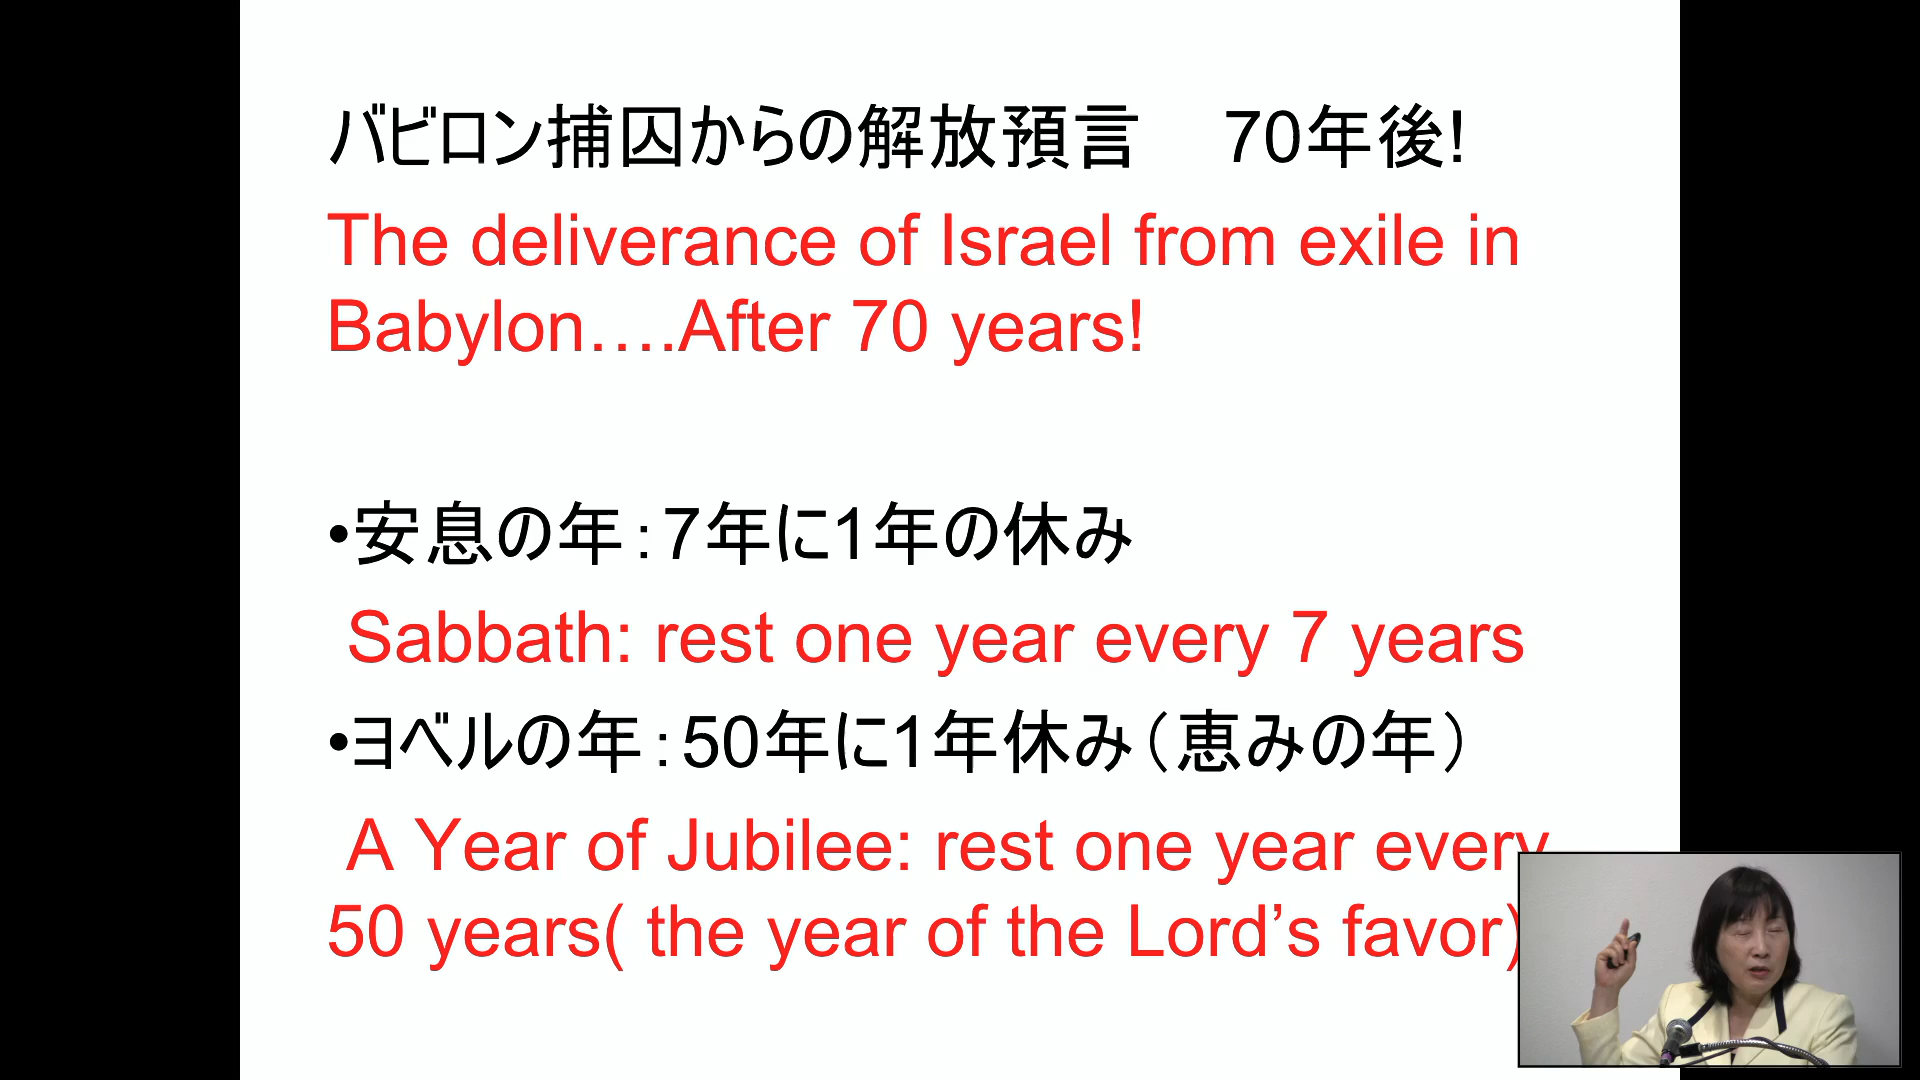 バビロン捕囚からの解放預言　70年後!
The deliverance of Israel from exile in
Babylon….After 70 years!
•安息の年：7年に1年の休み
Sabbath: rest one year every 7 years
•ヨベルの年：50年に1年休み（恵みの年）
A Year of Jubilee: rest one year every
50 years( the year of the Lord’s favor)